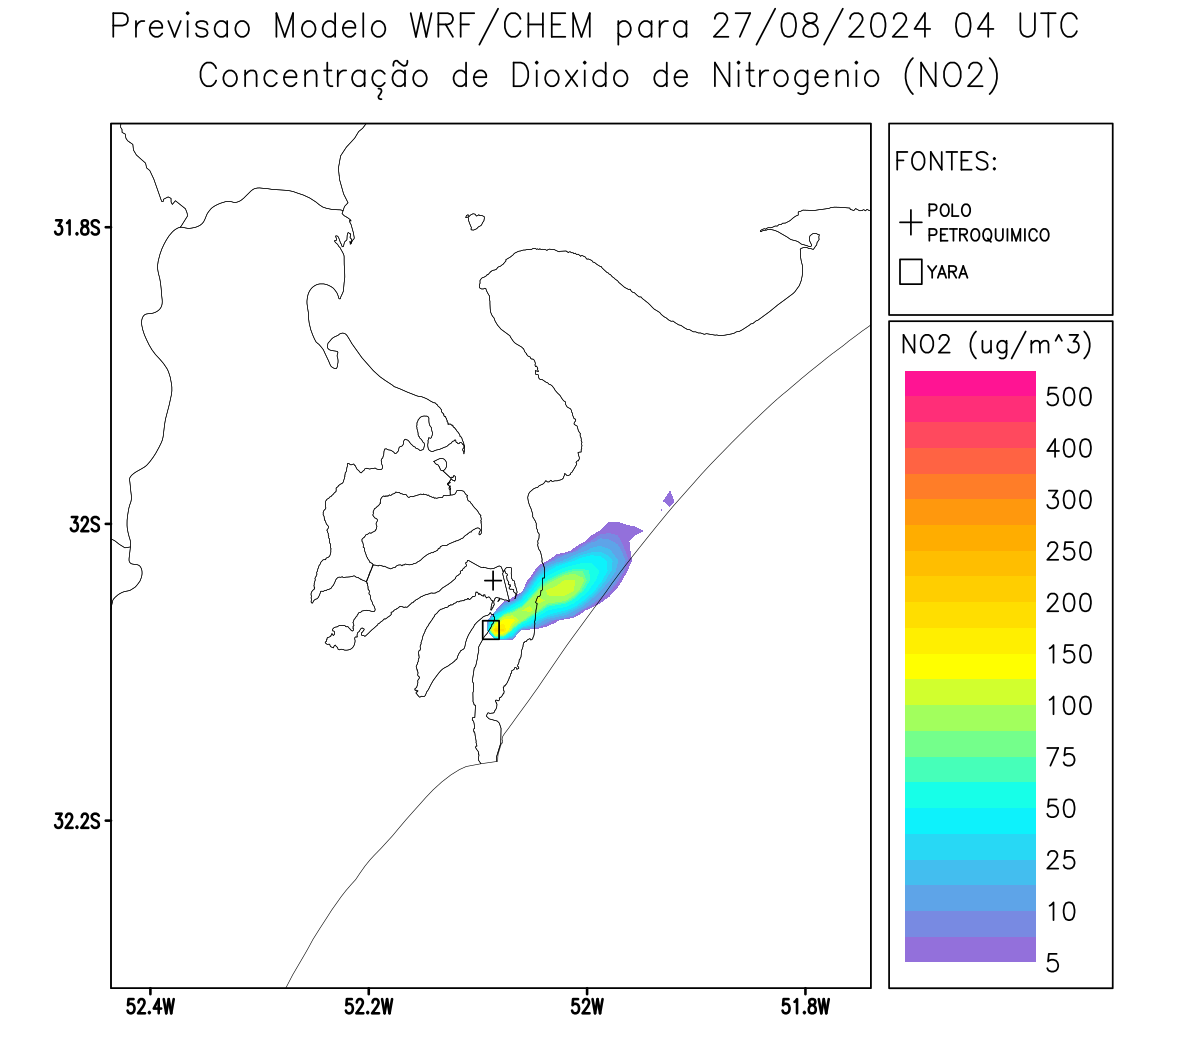 Previsao Modelo WRF/CHEM para 27/08/2024 04 UTC
Concentração de Dioxido de Nitrogenio (NO2)
FONTES:
POLO
PETROQUIMICO
YARA
NO2 (ug/m^3)
500
400
300
250
200
150
100
75
50
25
10
5
31.8S
32S
32.2S
52.4W 52.2W 52W 51.8W